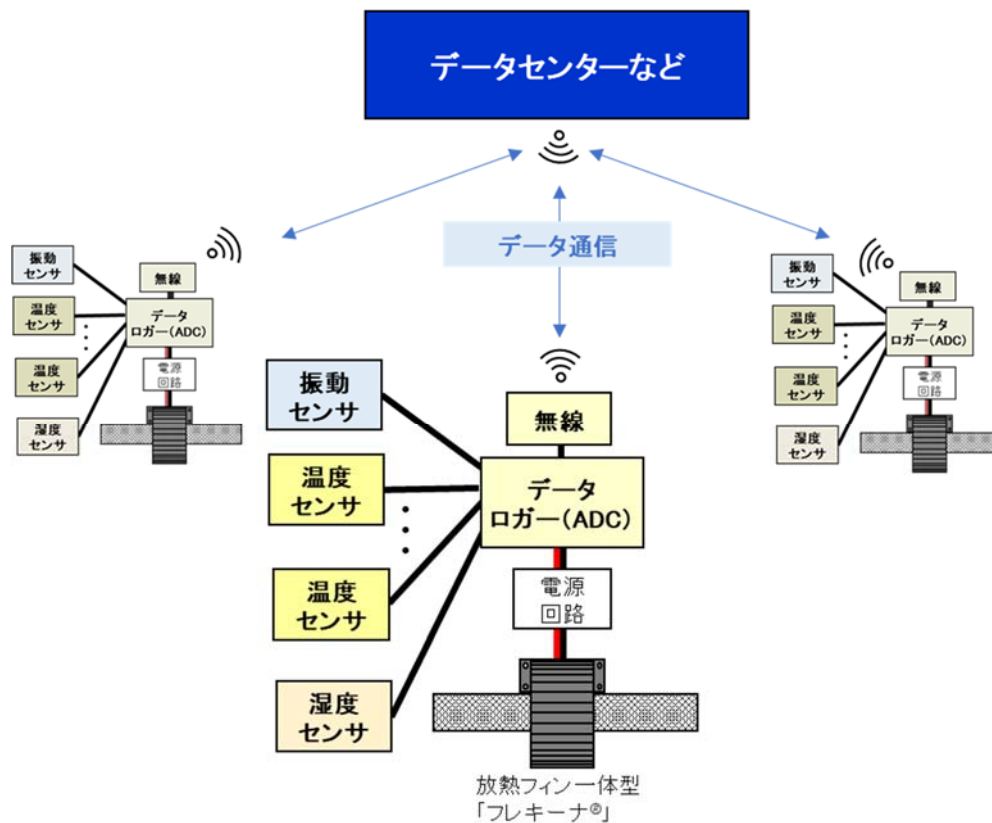 データセンターなど
データ通信
振動
センサ
温度
センサ
温度
センサ
湿度
センサ
無線
データ
ロガー(ADC)
電源
回路
振動
センサ
温度
センサ
温度
センサ
湿度
センサ
無線
データ
ロガー(ADC)
電源
回路
振動
センサ
温度
センサ
温度
センサ
湿度
センサ
無線
データ
ロガー(ADC)
電源
回路
放熱フィン一体型
「フレキーナ®」